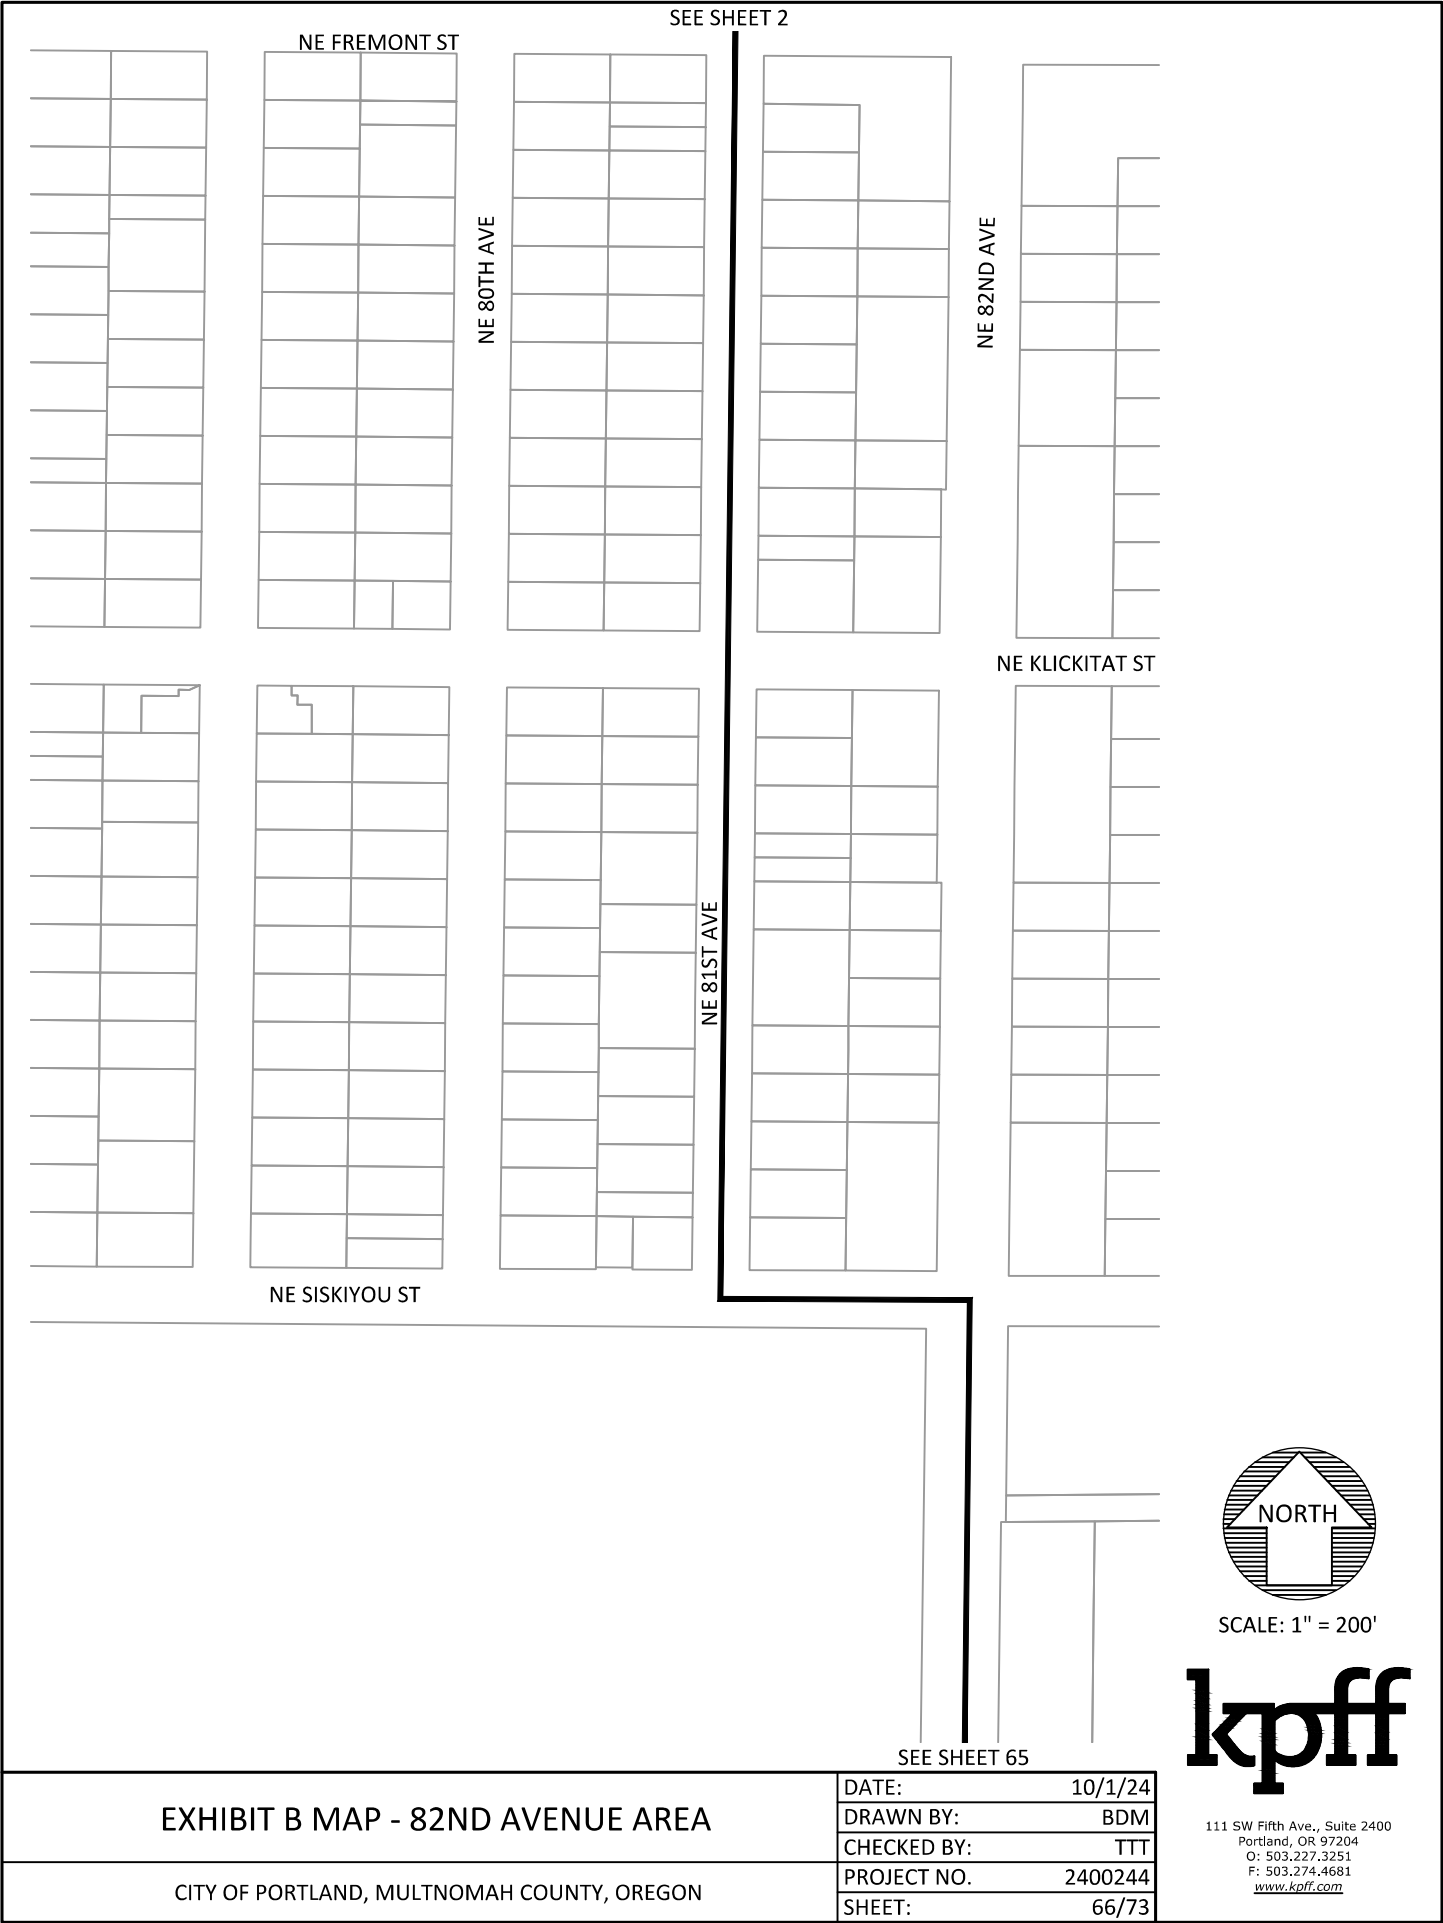 SEE SHEET 2
NE FREMONT ST
NE 80TH AVE
NE 82ND AVE
NE KLICKITAT ST
NE 81ST AVE
NE SISKIYOU ST
NORTH
SCALE: 1" = 200'
kpff
SEE SHEET 65
EXHIBIT B MAP - 82ND AVENUE AREA
CITY OF PORTLAND, MULTNOMAH COUNTY, OREGON
DATE: 10/1/24
DRAWN BY: BDM
CHECKED BY: TTT
PROJECT NO. 2400244
SHEET: 66/73
111 SW Fifth Ave., Suite 2400
Portland, OR 97204
O: 503.227.3251
F: 503.274.4681
www.kpff.com